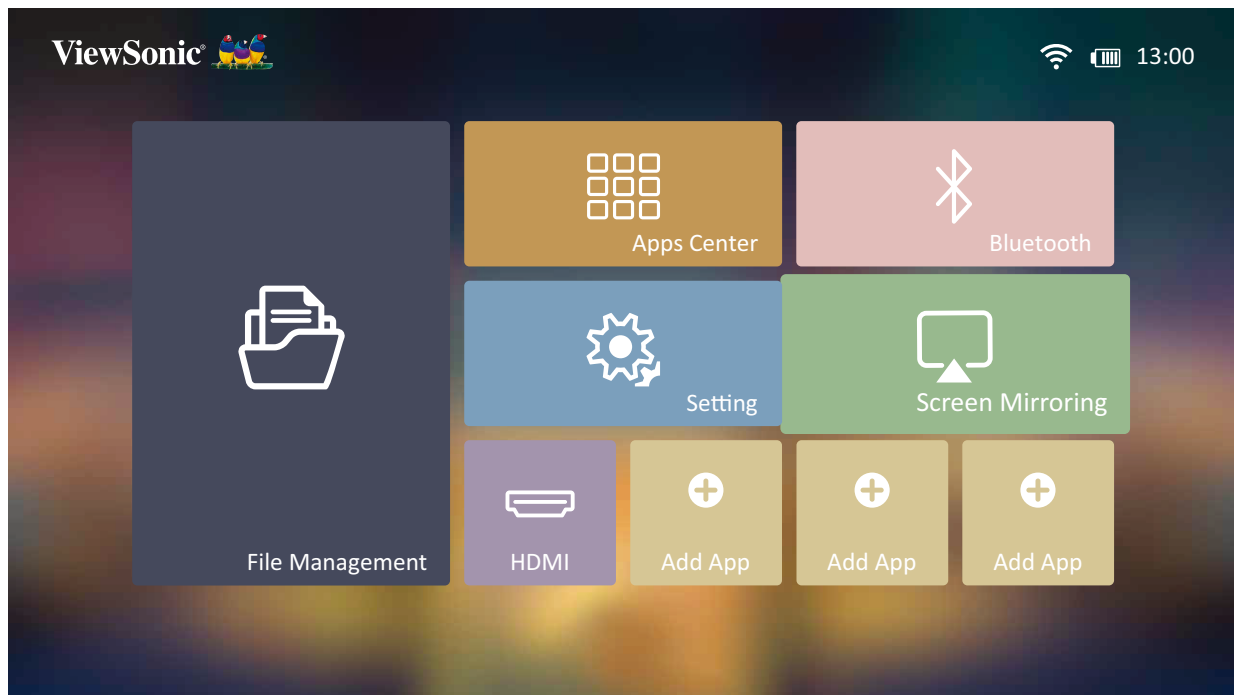 ViewSonic®
13:00
Apps Center
Bluetooth
Setting
Screen Mirroring
File Management
HDMI
Add App
Add App
Add App